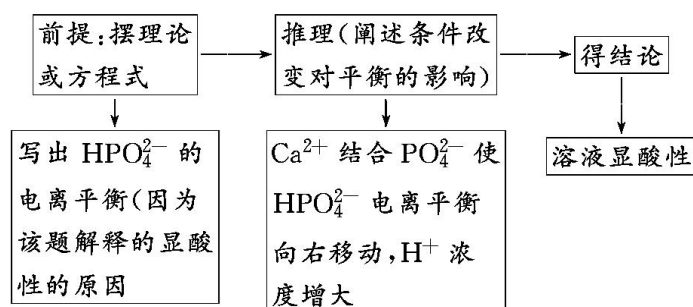 前提:摆理论
或方程式
推理(阐述条件改
变对平衡的影响)
得结论
写出 HPO₄²⁻ 的
电离平衡(因为
该题解释的显酸
性的原因
Ca²⁺ 结合 PO₄²⁻ 使
HPO₄²⁻ 电离平衡
向右移动,H⁺ 浓
度增大
溶液显酸性